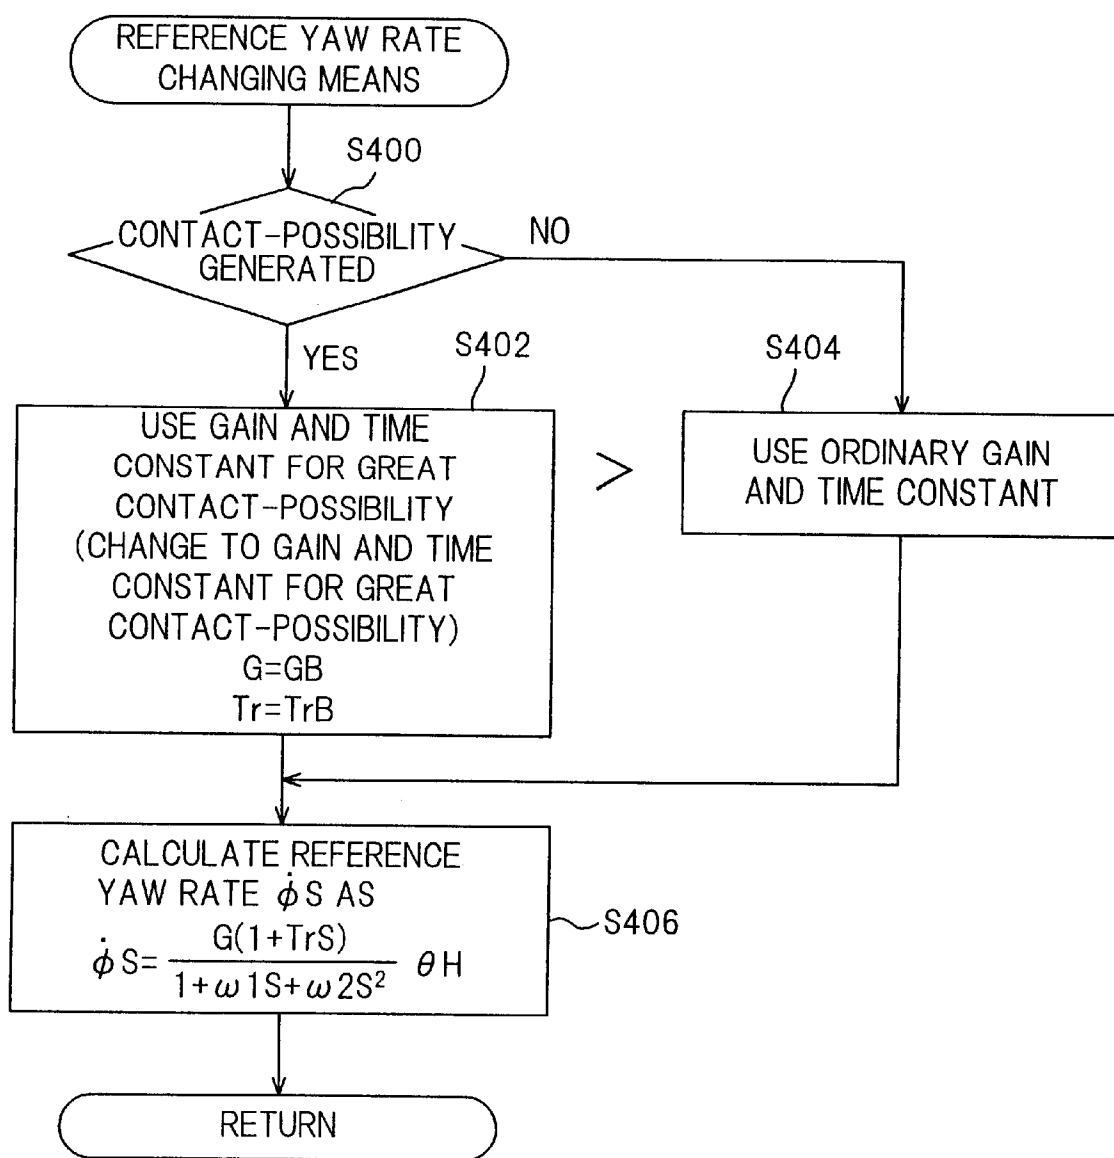 REFERENCE YAW RATE
CHANGING MEANS
S400
CONTACT-POSSIBILITY
GENERATED
NO
YES
S402
USE GAIN AND TIME
CONSTANT FOR GREAT
CONTACT-POSSIBILITY
(CHANGE TO GAIN AND TIME
CONSTANT FOR GREAT
CONTACT-POSSIBILITY)
G=GB
Tr=TrB
>
S404
USE ORDINARY GAIN
AND TIME CONSTANT
CALCULATE REFERENCE
YAW RATE ϕ̇S AS
ϕ̇S= G(1+TrS) / 1+ω1S+ω2S² θH
S406
RETURN